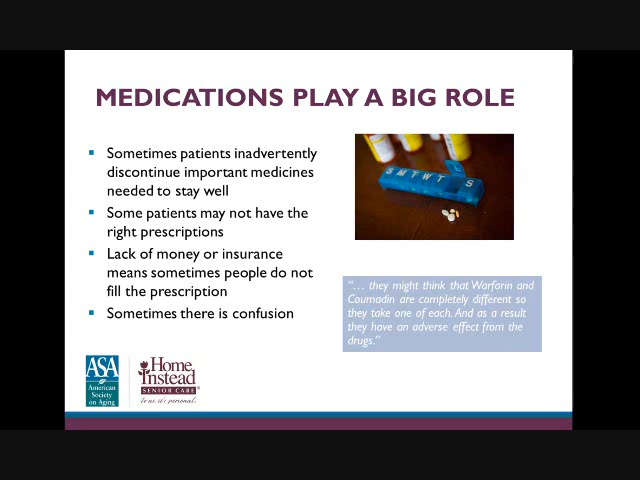 MEDICATIONS PLAY A BIG ROLE
Sometimes patients inadvertently
discontinue important medicines
needed to stay well
Some patients may not have the
right prescriptions
Lack of money or insurance
means sometimes people do not
fill the prescription
Sometimes there is confusion
S M T W T S
"... they might think that Warfarin and
Coumadin are completely different so
they take one of each. And as a result
they have an adverse effect from the
drugs."
ASA
American
Society
on Aging
Home
Instead
SENIOR CARE®
to us, it's personal.